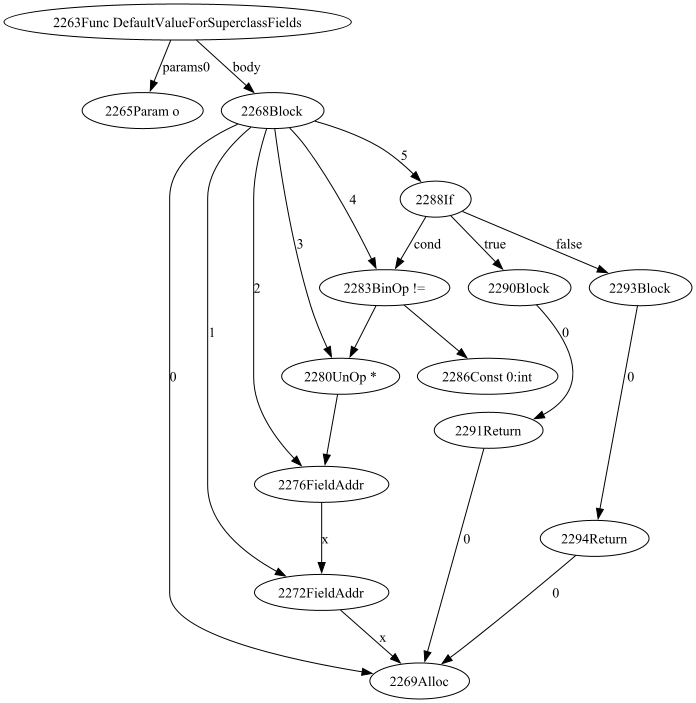 2263Func DefaultValueForSuperclassFields
params0
body
2265Param o
2268Block
5
2288If
4
cond
true
false
3
2283BinOp !=
2290Block
2293Block
2
1
0
0
0
2280UnOp *
2286Const 0:int
2291Return
2276FieldAddr
x
0
2294Return
2272FieldAddr
0
x
2269Alloc